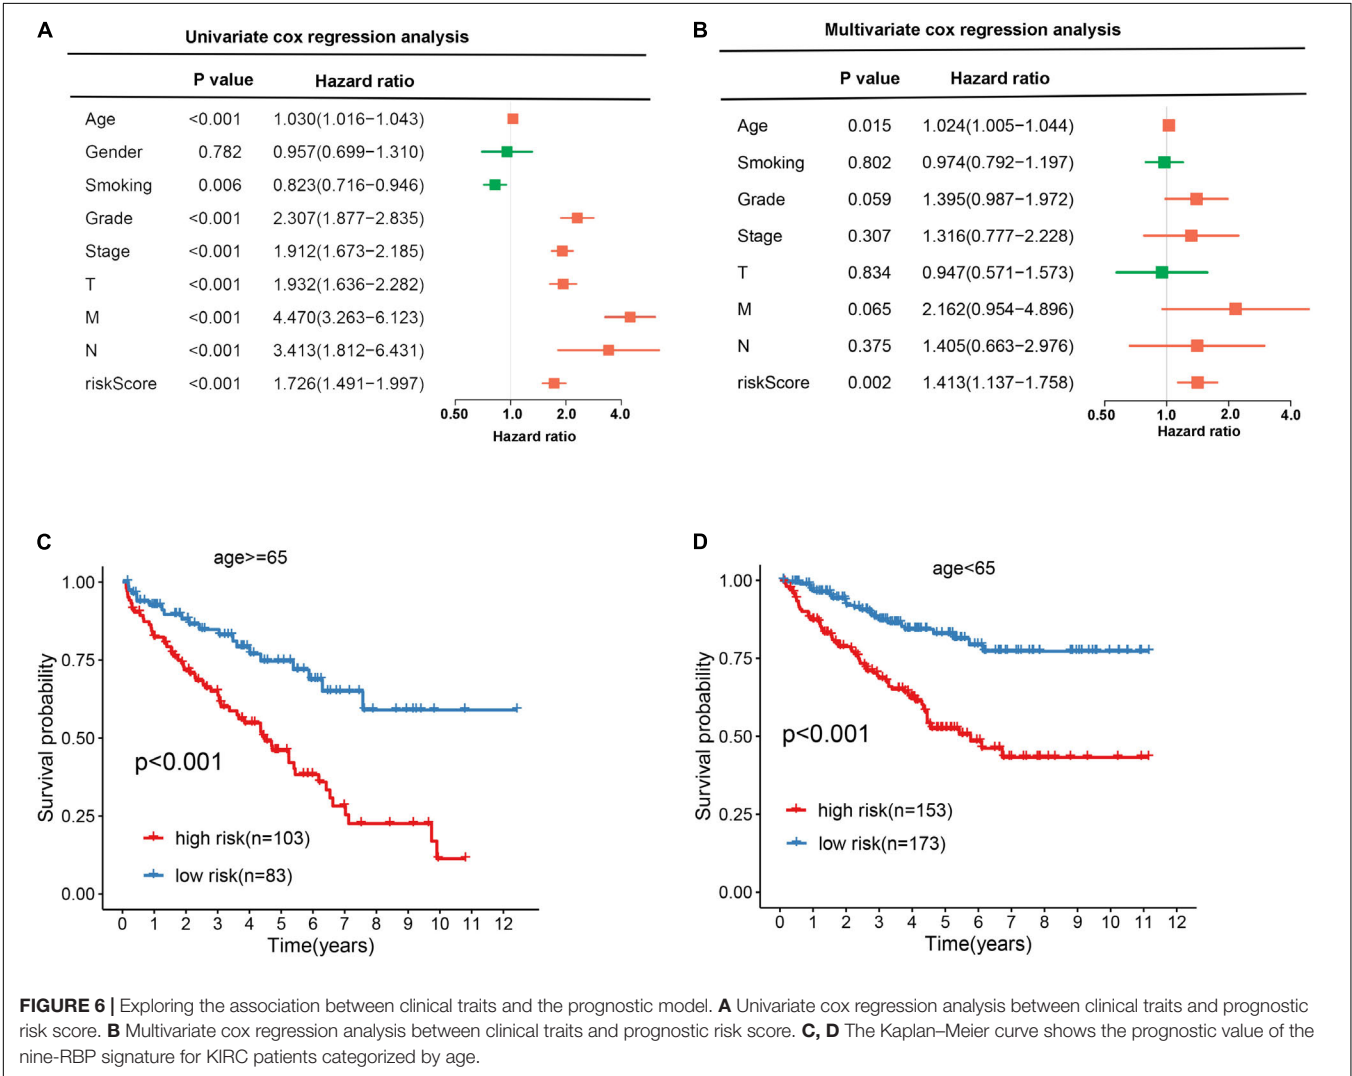 A
Univariate cox regression analysis
P value Hazard ratio
Age <0.001 1.030(1.016−1.043)
Gender 0.782 0.957(0.699−1.310)
Smoking 0.006 0.823(0.716−0.946)
Grade <0.001 2.307(1.877−2.835)
Stage <0.001 1.912(1.673−2.185)
T <0.001 1.932(1.636−2.282)
M <0.001 4.470(3.263−6.123)
N <0.001 3.413(1.812−6.431)
riskScore <0.001 1.726(1.491−1.997)
0.50 1.0 2.0 4.0
Hazard ratio
B
Multivariate cox regression analysis
P value Hazard ratio
Age 0.015 1.024(1.005−1.044)
Smoking 0.802 0.974(0.792−1.197)
Grade 0.059 1.395(0.987−1.972)
Stage 0.307 1.316(0.777−2.228)
T 0.834 0.947(0.571−1.573)
M 0.065 2.162(0.954−4.896)
N 0.375 1.405(0.663−2.976)
riskScore 0.002 1.413(1.137−1.758)
0.50 1.0 2.0 4.0
Hazard ratio
C
age>=65
Survival probability
1.00
0.75
0.50
0.25
0.00
p<0.001
high risk(n=103)
low risk(n=83)
0 1 2 3 4 5 6 7 8 9 10 11 12
Time(years)
D
age<65
Survival probability
1.00
0.75
0.50
0.25
0.00
p<0.001
high risk(n=153)
low risk(n=173)
0 1 2 3 4 5 6 7 8 9 10 11 12
Time(years)
FIGURE 6 | Exploring the association between clinical traits and the prognostic model. A Univariate cox regression analysis between clinical traits and prognostic
risk score. B Multivariate cox regression analysis between clinical traits and prognostic risk score. C, D The Kaplan–Meier curve shows the prognostic value of the
nine-RBP signature for KIRC patients categorized by age.